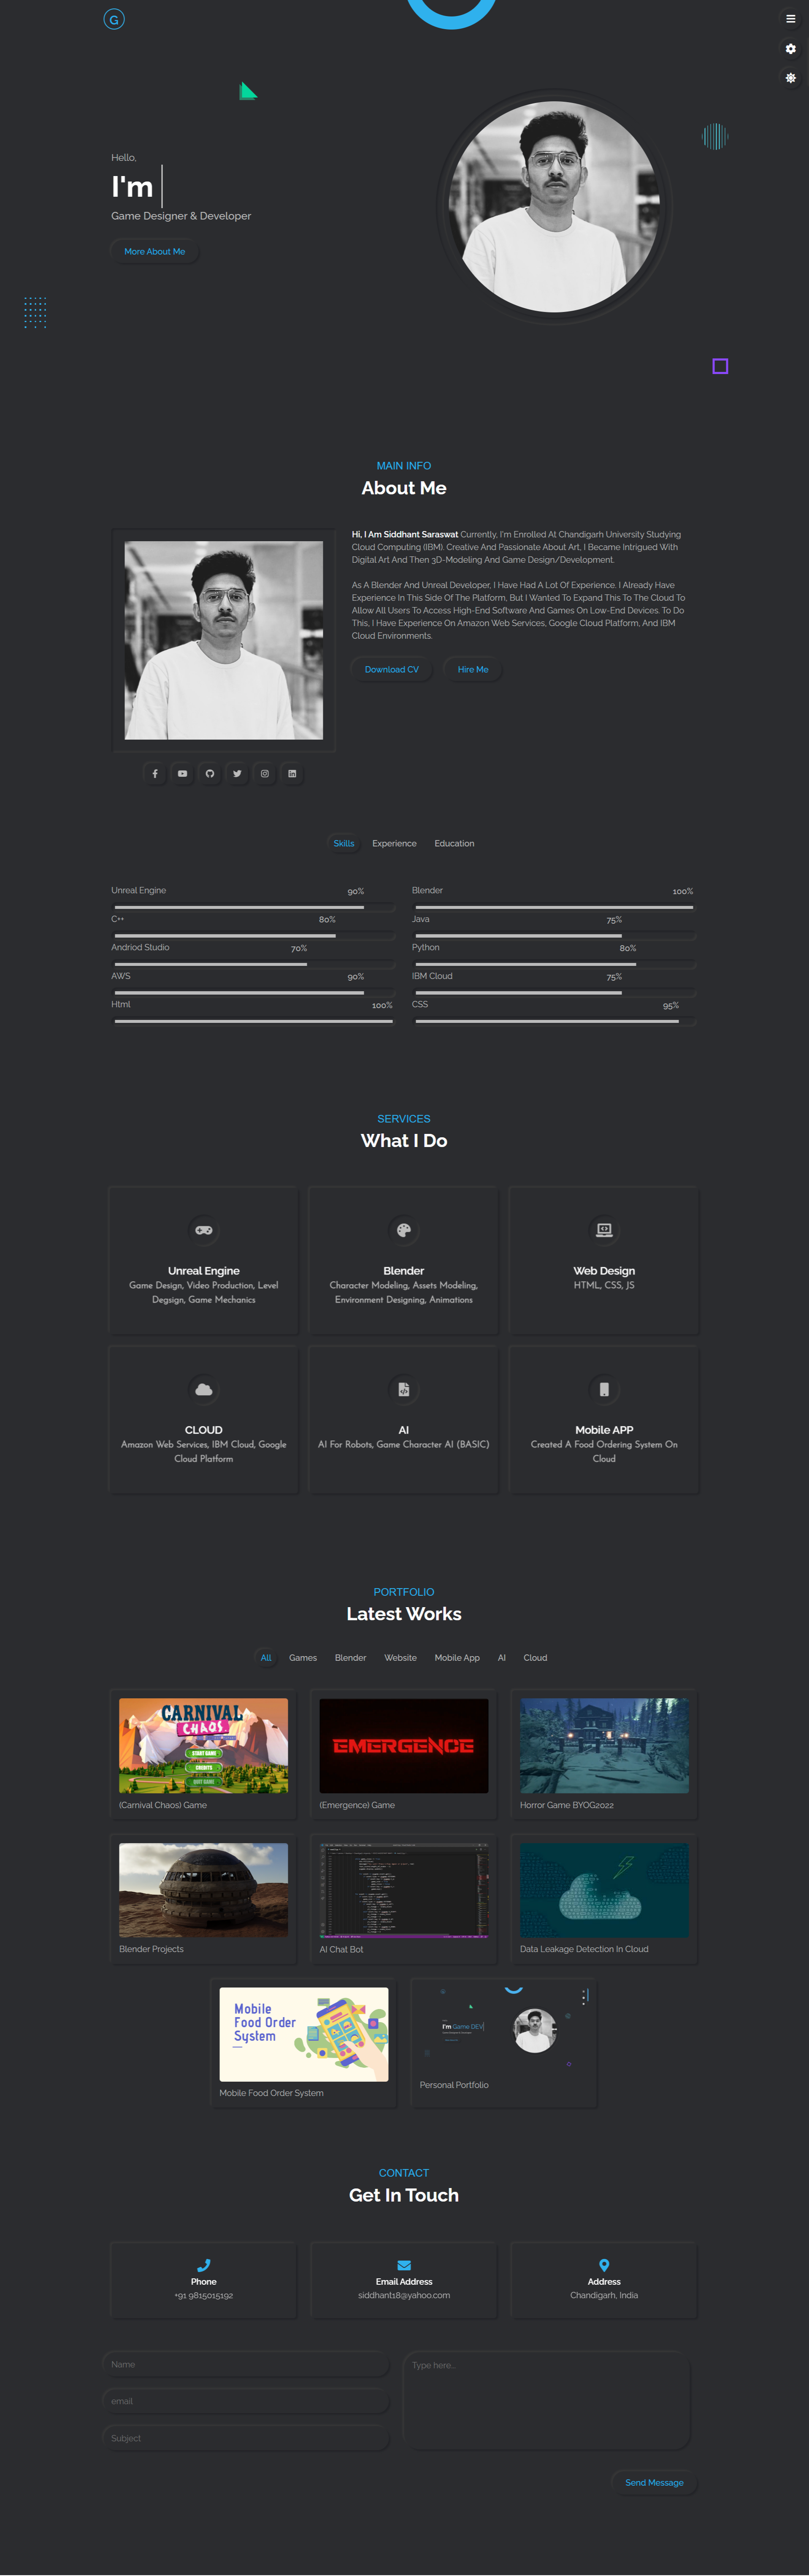 G
Hello,
I'm
Game Designer & Developer
More About Me
MAIN INFO
About Me
Hi, I Am Siddhant Saraswat Currently, I'm Enrolled At Chandigarh University Studying
Cloud Computing (IBM). Creative And Passionate About Art, I Became Intrigued With
Digital Art And Then 3D-Modeling And Game Design/Development.
As A Blender And Unreal Developer, I Have Had A Lot Of Experience. I Already Have
Experience In This Side Of The Platform, But I Wanted To Expand This To The Cloud To
Allow All Users To Access High-End Software And Games On Low-End Devices. To Do
This, I Have Experience On Amazon Web Services, Google Cloud Platform, And IBM
Cloud Environments.
Download CV Hire Me
Skills Experience Education
Unreal Engine 90% Blender 100%
C++ 80% Java 75%
Andriod Studio 70% Python 80%
AWS 90% IBM Cloud 75%
Html 100% CSS 95%
SERVICES
What I Do
Unreal Engine
Game Design, Video Production, Level
Degsign, Game Mechanics
Blender
Character Modeling, Assets Modeling,
Environment Designing, Animations
Web Design
HTML, CSS, JS
CLOUD
Amazon Web Services, IBM Cloud, Google
Cloud Platform
AI
AI For Robots, Game Character AI (BASIC)
Mobile APP
Created A Food Ordering System On
Cloud
PORTFOLIO
Latest Works
All Games Blender Website Mobile App AI Cloud
CARNIVAL
CHAOS
START GAME
CREDITS
QUIT GAME
(Carnival Chaos) Game
EMERGENCE
(Emergence) Game
Horror Game BYOG2022
Blender Projects
AI Chat Bot
Data Leakage Detection In Cloud
Mobile
Food Order
System
Mobile Food Order System
I'm Game DEV
Personal Portfolio
CONTACT
Get In Touch
Phone
+91 9815015192
Email Address
siddhant18@yahoo.com
Address
Chandigarh, India
Name
email
Subject
Type here...
Send Message